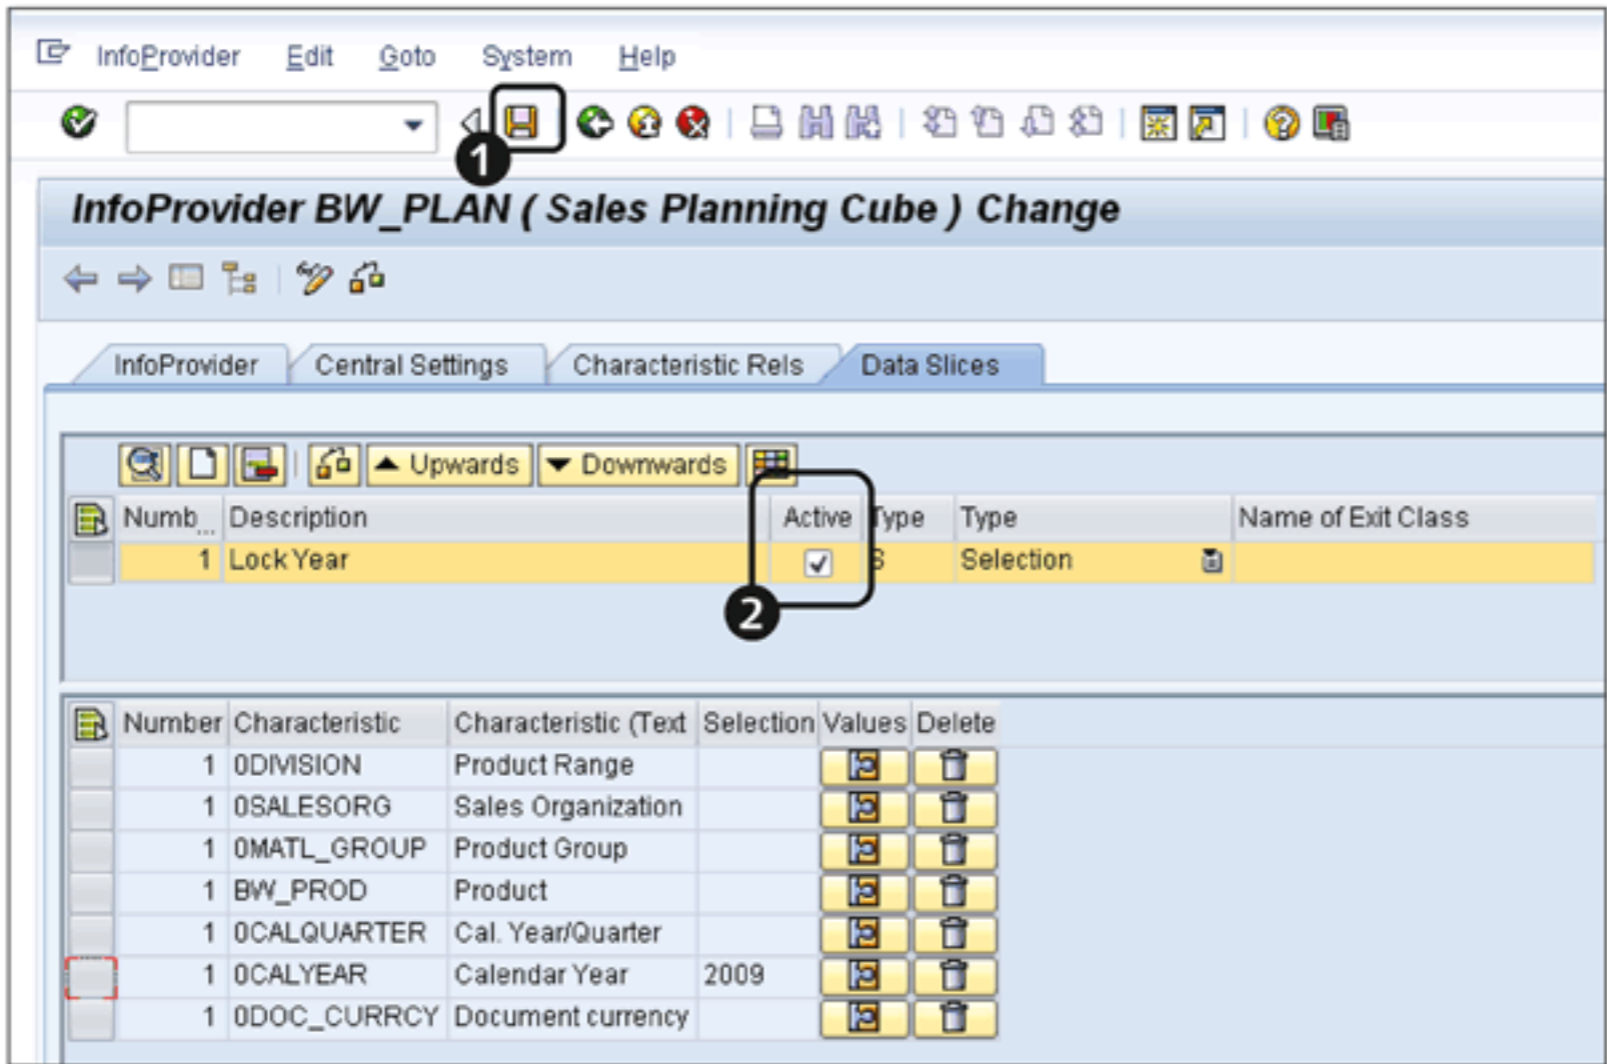 InfoProvider Edit Goto System Help
1
InfoProvider BW_PLAN ( Sales Planning Cube ) Change
InfoProvider Central Settings Characteristic Rels Data Slices
Upwards Downwards
Numb... Description Active Type Type Name of Exit Class
1 Lock Year S Selection
2
Number Characteristic Characteristic (Text Selection Values Delete
1 0DIVISION Product Range
1 0SALESORG Sales Organization
1 0MATL_GROUP Product Group
1 BW_PROD Product
1 0CALQUARTER Cal. Year/Quarter
1 0CALYEAR Calendar Year 2009
1 0DOC_CURRCY Document currency